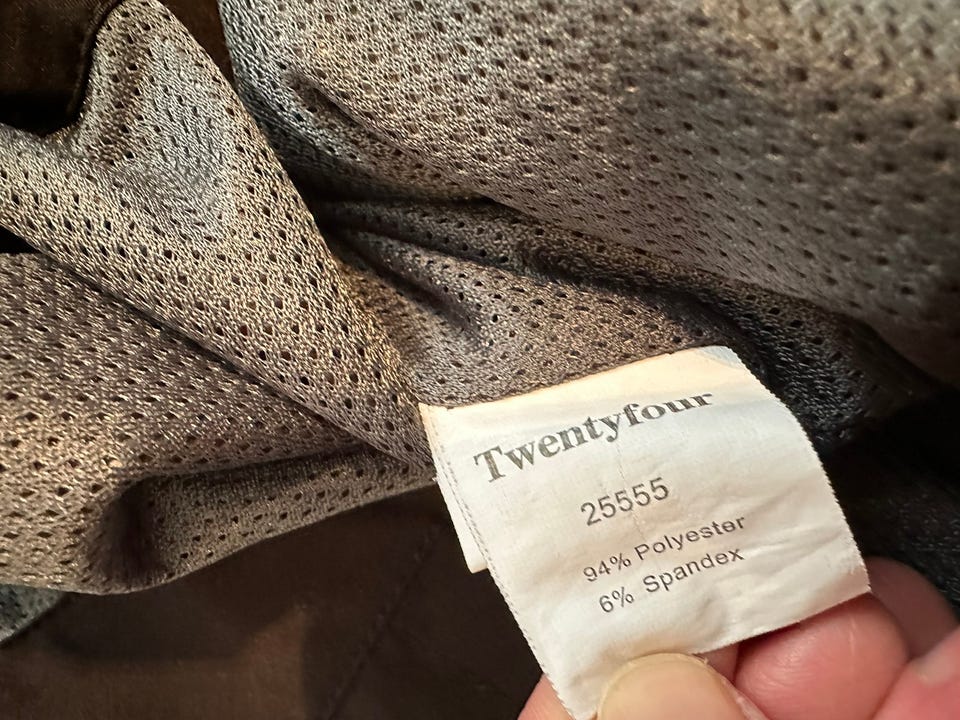 Twentyfour
25555
94% Polyester
6% Spandex